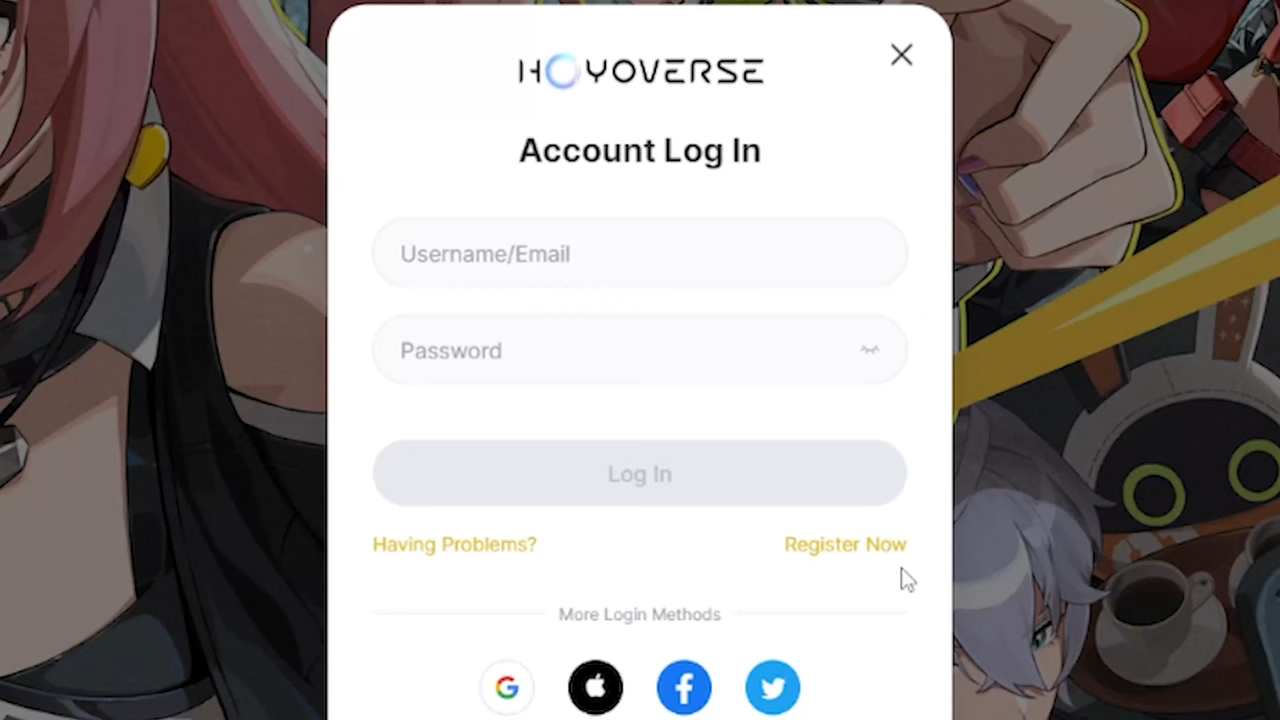 HOYOVERSE
Account Log In
Username/Email
Password
Log In
Having Problems?
Register Now
More Login Methods